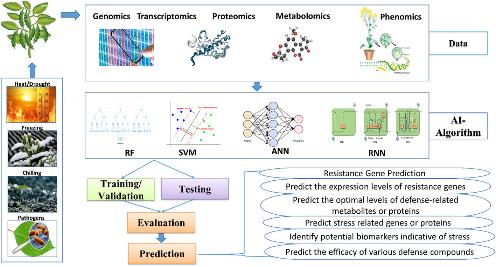 Genomics Transcriptomics Proteomics Metabolomics Phenomics
Data
Heat/Drought
Freezing
Chilling
Pathogens
AI-
Algorithm
RF SVM ANN RNN
Training/
Validation
Testing
Evaluation
Prediction
Resistance Gene Prediction
Predict the expression levels of resistance genes
Predict the optimal levels of defense-related
metabolites or proteins
Predict stress related genes or proteins
Identify potential biomarkers indicative of stress
Predict the efficacy of various defense compounds